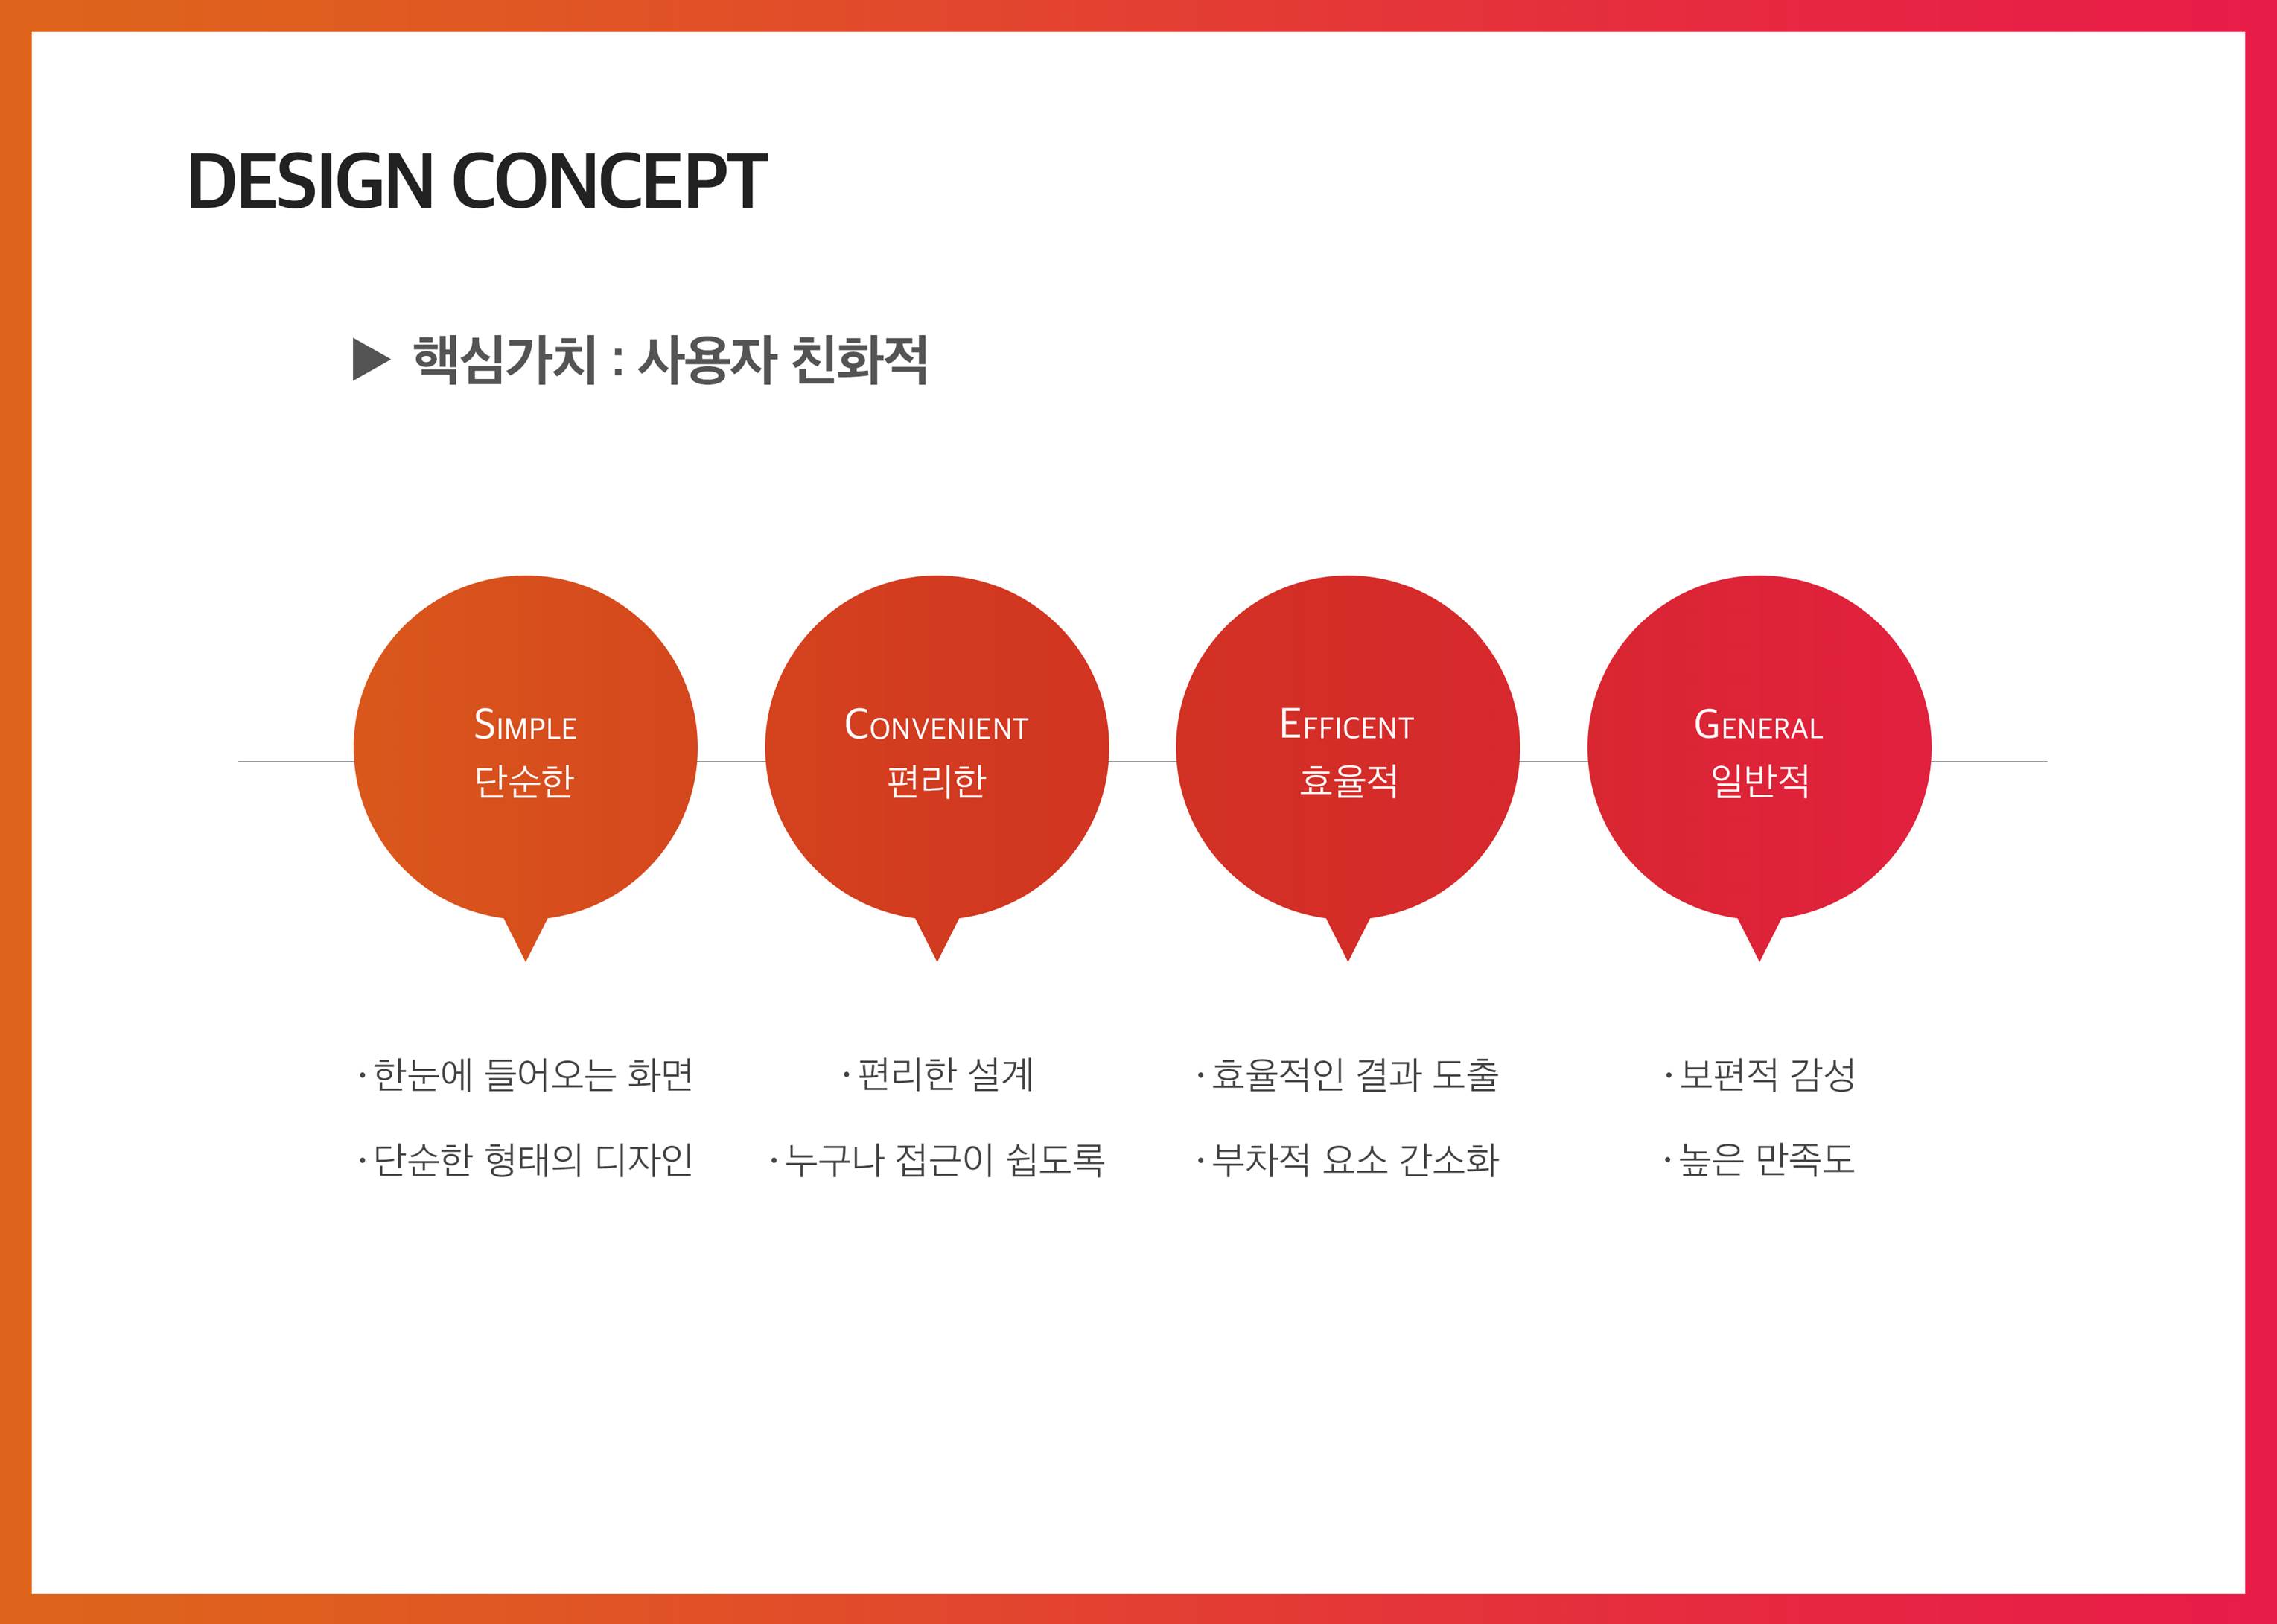 DESIGN CONCEPT
▶ 핵심가치 : 사용자 친화적
SIMPLE
단순한
CONVENIENT
편리한
EFFICENT
효율적
GENERAL
일반적
· 한눈에 들어오는 화면
· 단순한 형태의 디자인
· 편리한 설계
· 누구나 접근이 쉽도록
· 효율적인 결과 도출
· 부차적 요소 간소화
· 보편적 감성
· 높은 만족도